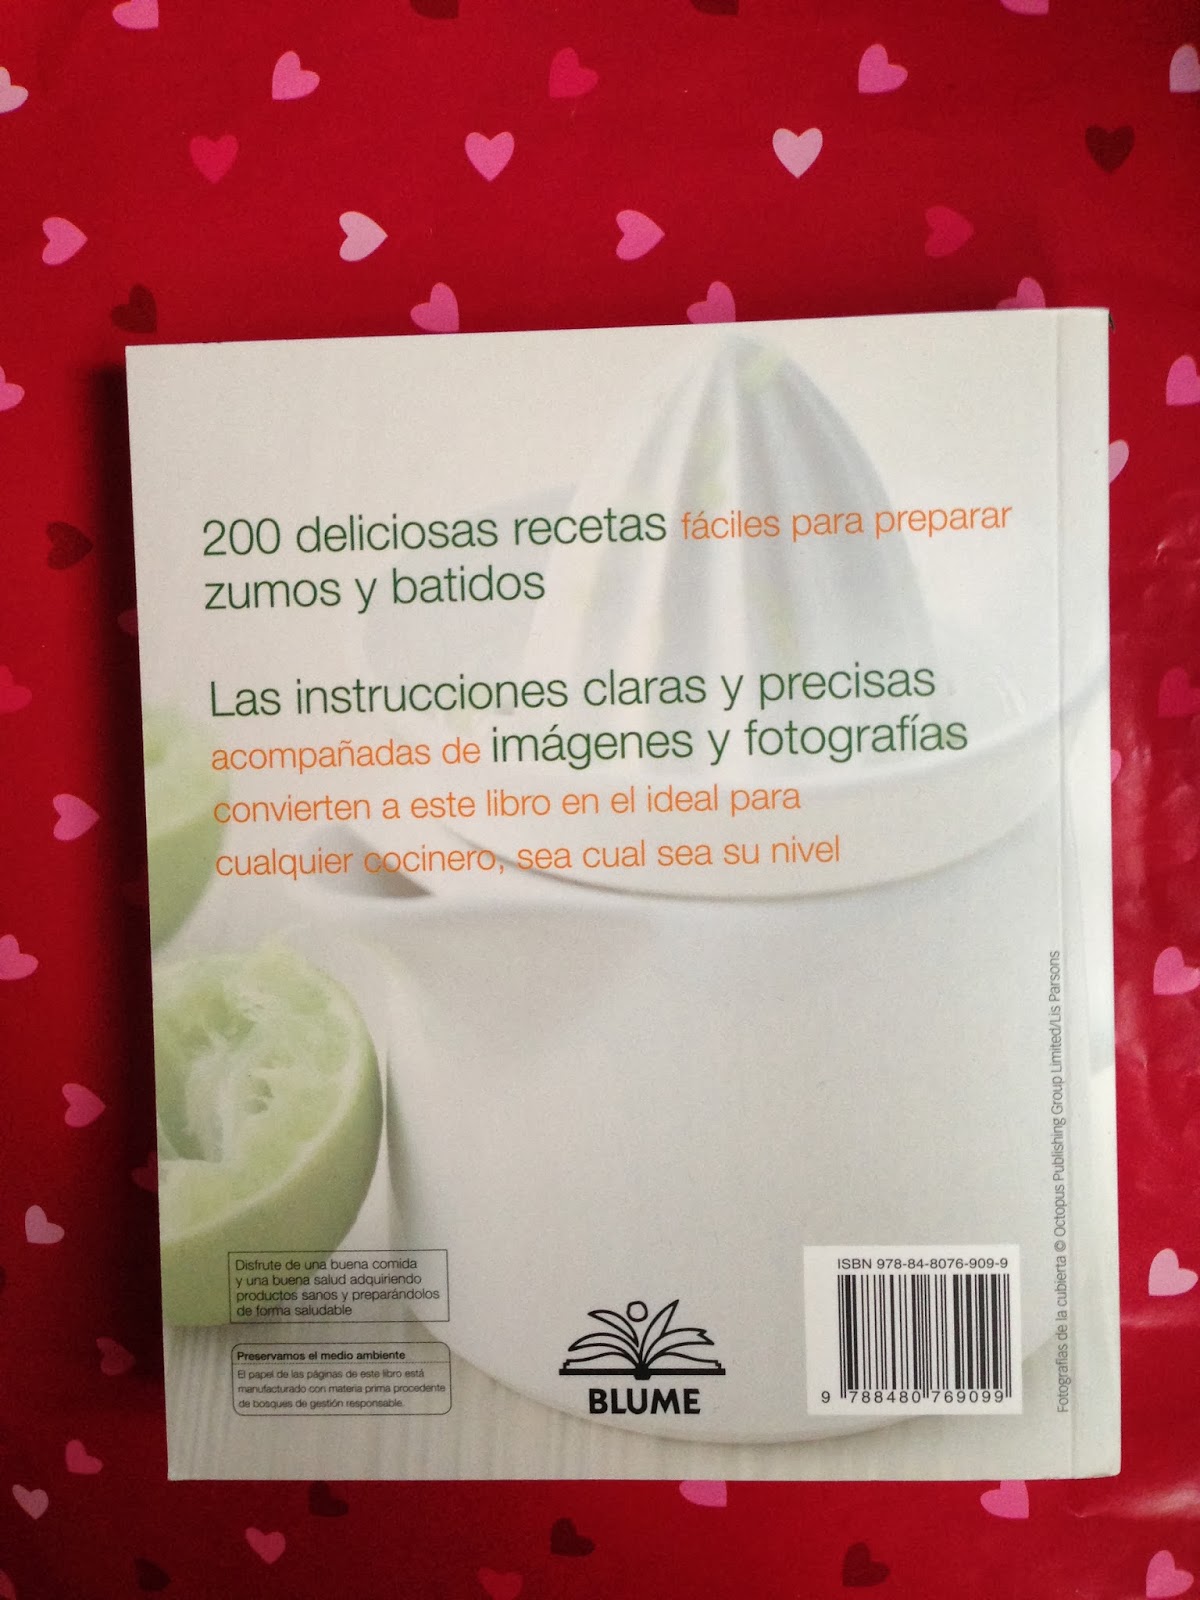 200 deliciosas recetas fáciles para preparar
zumos y batidos
Las instrucciones claras y precisas
acompañadas de imágenes y fotografías
convierten a este libro en el ideal para
cualquier cocinero, sea cual sea su nivel
Disfrute de una buena comida
y una buena salud adquiriendo
productos sanos y preparándolos
de forma saludable
Preservamos el medio ambiente
El papel de las páginas de este libro está
manufacturado con materia prima procedente
de bosques de gestión responsable.
BLUME
ISBN 978-84-8076-909-9
9 788480 769099
Fotografías de la cubierta © Octopus Publishing Group Limited/Lis Parsons